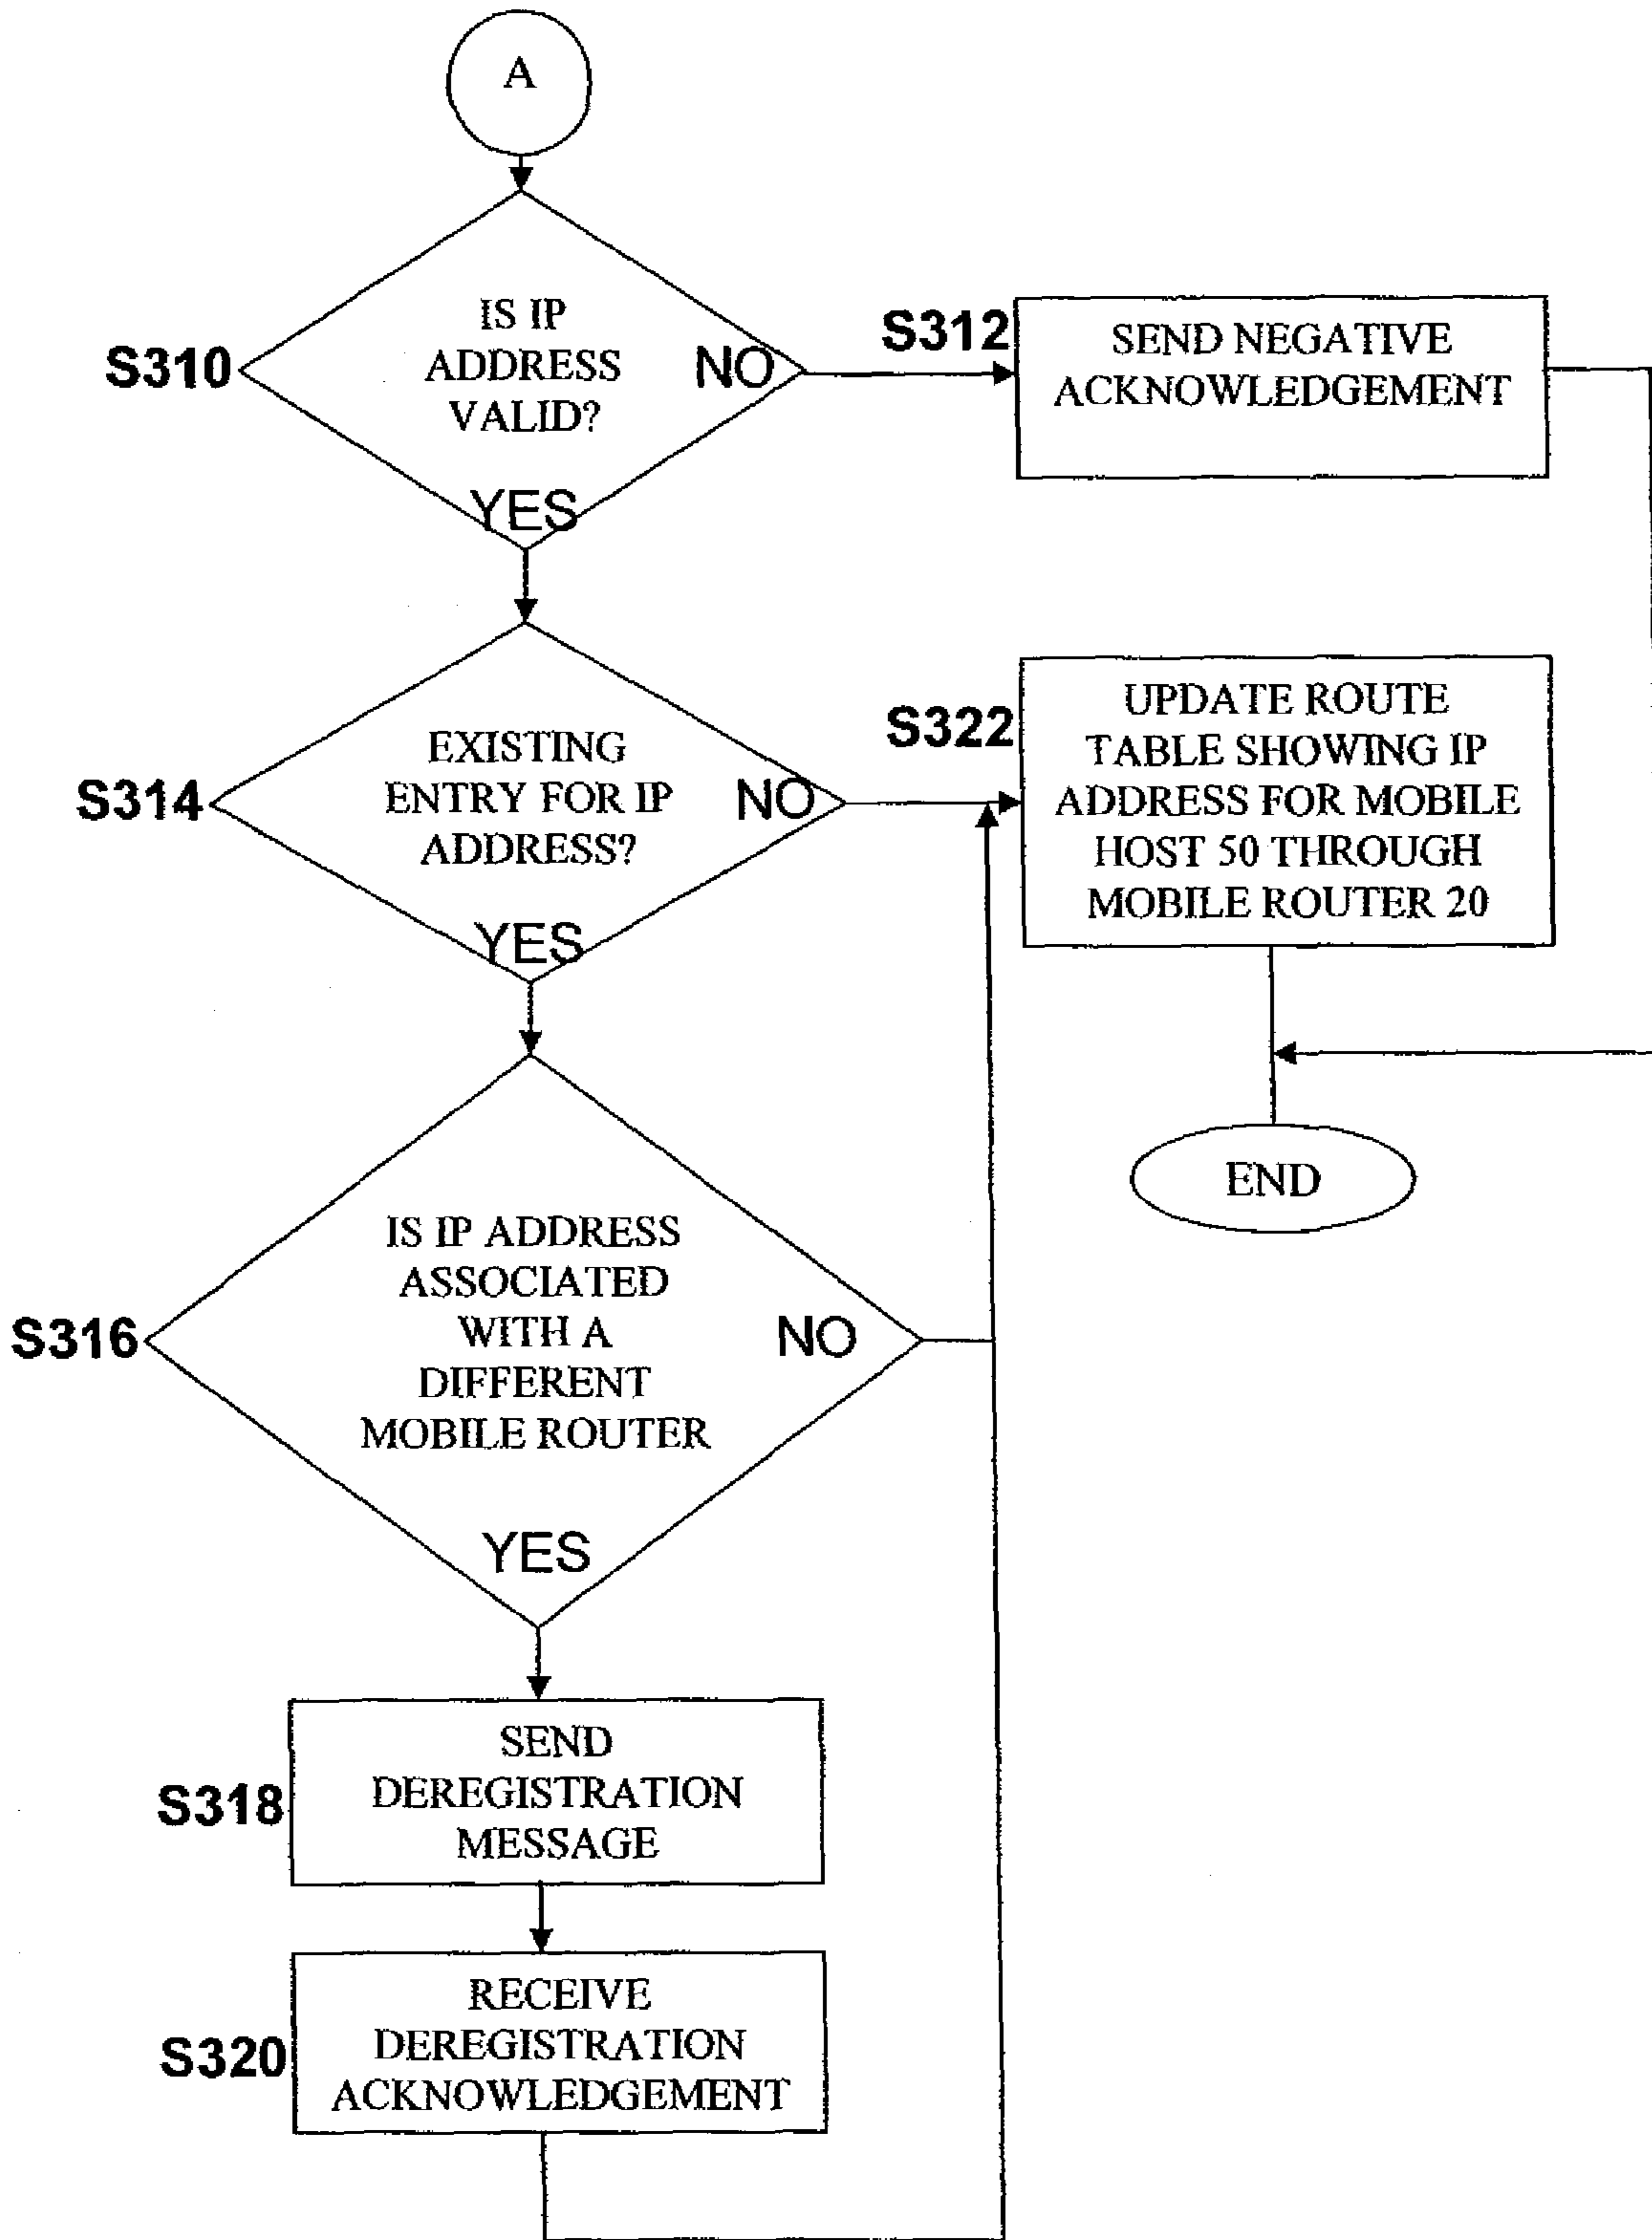 A
S310
IS IP
ADDRESS
VALID?
NO
YES
S312
SEND NEGATIVE
ACKNOWLEDGEMENT
S314
EXISTING
ENTRY FOR IP
ADDRESS?
NO
YES
S322
UPDATE ROUTE
TABLE SHOWING IP
ADDRESS FOR MOBILE
HOST 50 THROUGH
MOBILE ROUTER 20
END
S316
IS IP ADDRESS
ASSOCIATED
WITH A
DIFFERENT
MOBILE ROUTER
NO
YES
S318
SEND
DEREGISTRATION
MESSAGE
S320
RECEIVE
DEREGISTRATION
ACKNOWLEDGEMENT